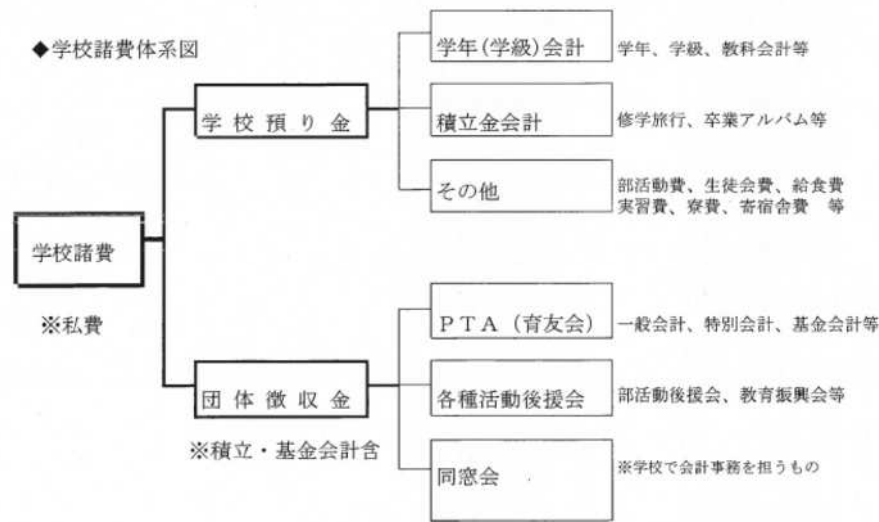 ◆学校諸費体系図
学年(学級)会計
学年、学級、教科会計等
学校預り金
積立金会計
修学旅行、卒業アルバム等
その他
部活動費、生徒会費、給食費
実習費、寮費、寄宿舎費 等
学校諸費
※私費
PTA(育友会)
一般会計、特別会計、基金会計等
団体徴収金
各種活動後援会
部活動後援会、教育振興会等
※積立・基金会計含
同窓会
※学校で会計事務を担うもの